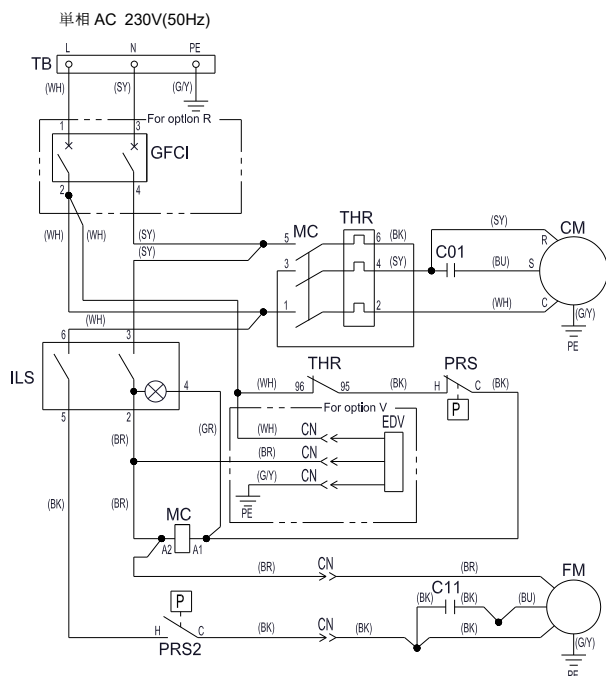 単相 AC 230V(50Hz)
L N PE
TB
(WH) (SY) (G/Y)
For option R
1 3
GFCI
2 4
(WH) (WH) (SY)
(SY)
MC THR
5 6 (BK)
3 4 (SY)
1 2
C01
(SY)
(BU)
(WH)
R
S
C
CM
(G/Y)
PE
(WH)
6 3
ILS
4
5 2
(BR)
(GR)
THR PRS
(WH) 96 95 (BK) H C (BK)
P
For option V
EDV
(WH) CN
(BR) CN
(G/Y) CN
PE
(BK) (BR)
MC
A2 A1
(BR) CN (BR)
FM
P
C11
(BK) (BK) (BU)
H C (BK) CN (BK) (BK)
PRS2
(G/Y)
PE